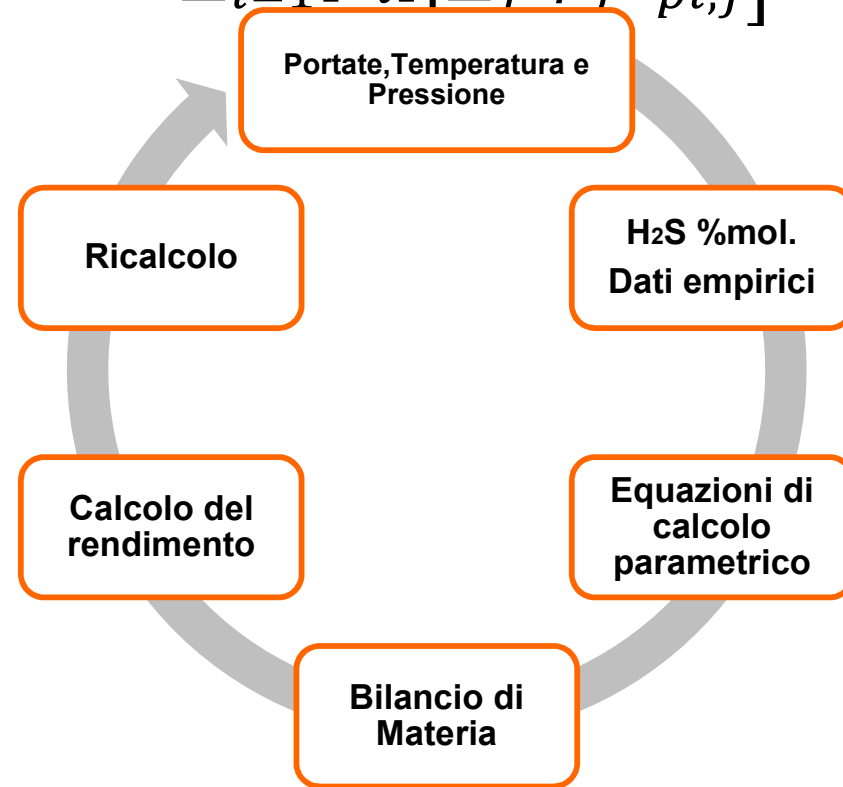 Portate,Temperatura e
Pressione
H2S %mol.
Dati empirici
Equazioni di
calcolo
parametrico
Bilancio di
Materia
Calcolo del
rendimento
Ricalcolo